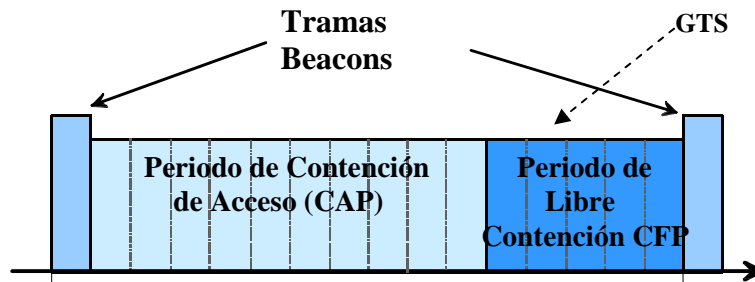 Tramas
Beacons
GTS
Periodo de Contención
de Acceso (CAP)
Periodo de
Libre
Contención CFP